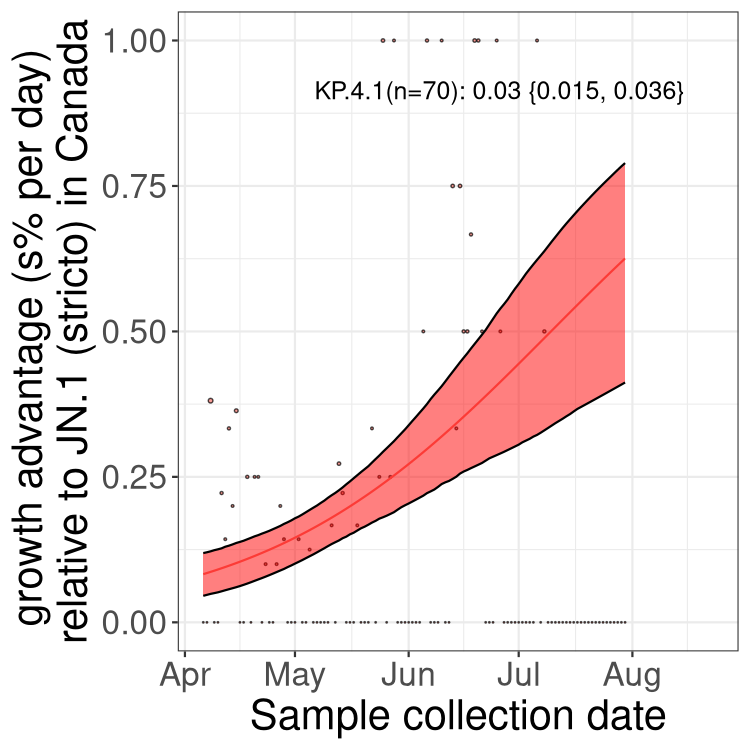 growth advantage (s% per day)
relative to JN.1 (stricto) in Canada
1.00
0.75
0.50
0.25
0.00
KP.4.1(n=70): 0.03 {0.015, 0.036}
Apr May Jun Jul Aug
Sample collection date